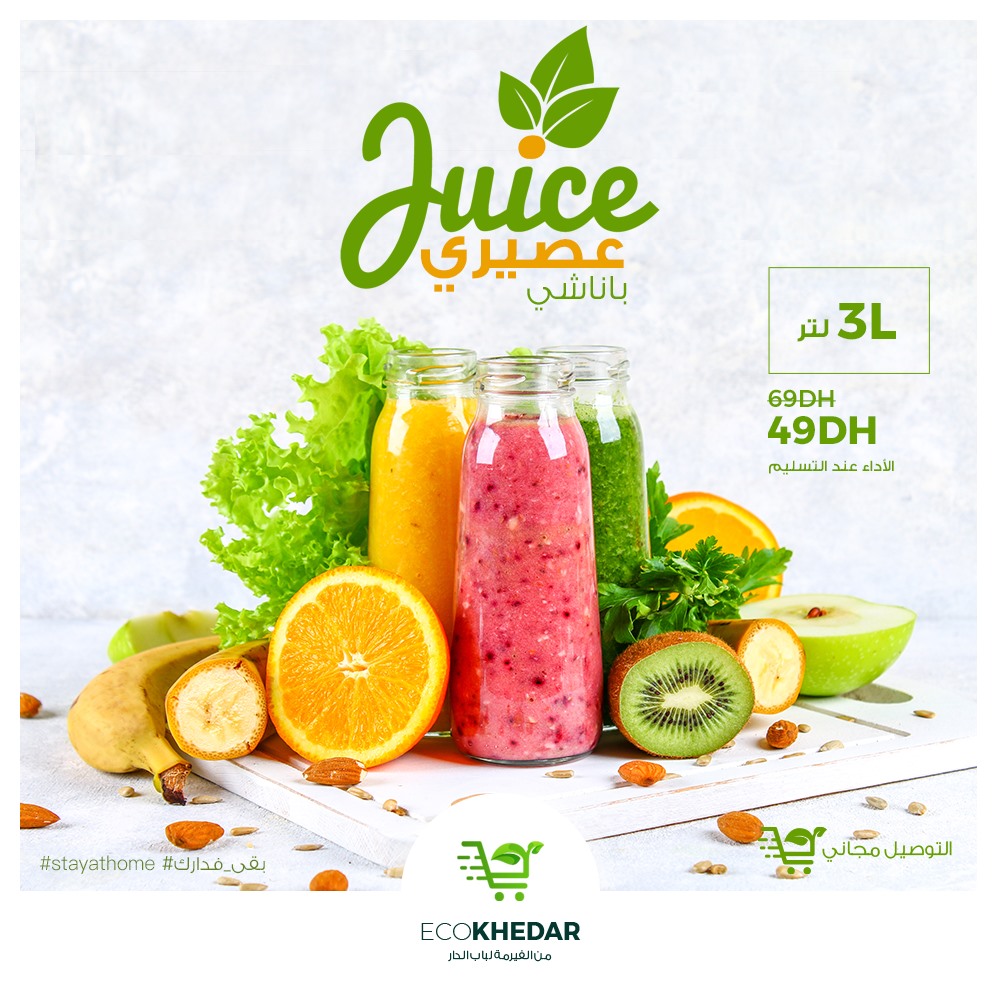 Juice
عصيري
باناشي
3L لتر
69DH
49DH
الأداء عند التسليم
#stayathome #بقى_فدارك
التوصيل مجاني
ECOKHEDAR
من الفيرمة لباب الدار